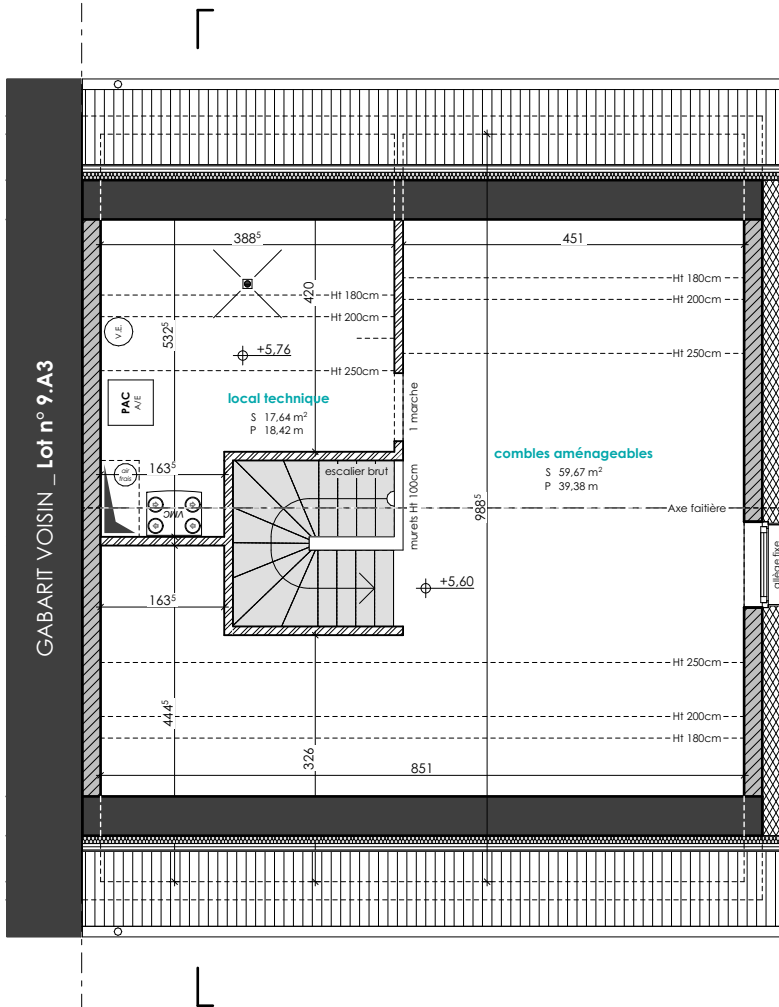 GABARIT VOISIN _ Lot n° 9.A3
388⁵
451
Ht 180cm
Ht 200cm
Ht 250cm
Ht 180cm
Ht 200cm
Ht 250cm
420
532⁵
V.E.
+5,76
PAC
A/E
local technique
S 17,64 m²
P 18,42 m
1 marche
combles aménageables
S 59,67 m²
P 39,38 m
air
frais
163⁵
escalier brut
VMC
murets Ht 100cm
988⁵
Axe faitière
allège fixe
+5,60
163⁵
Ht 250cm
Ht 200cm
Ht 180cm
444⁵
326
851